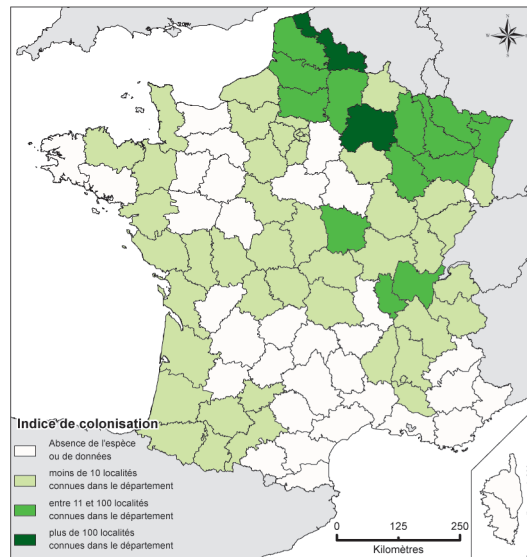 Indice de colonisation
Absence de l'espèce
ou de données
moins de 10 localités
connues dans le département
entre 11 et 100 localités
connues dans le département
plus de 100 localités
connues dans le département
0 125 250
Kilomètres